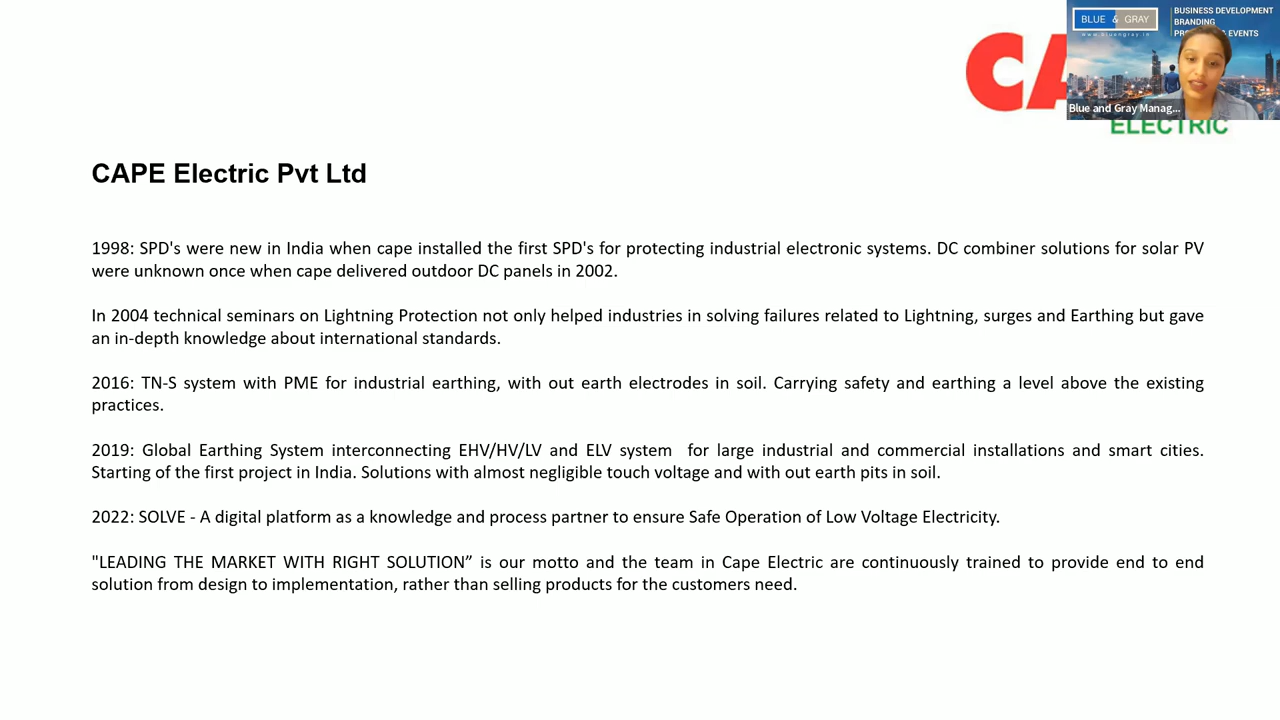 BLUE & GRAY
www.bluengray.in
BUSINESS DEVELOPMENT
BRANDING
EVENTS
Blue and Gray Manag...
CA
ELECTRIC
CAPE Electric Pvt Ltd
1998: SPD's were new in India when cape installed the first SPD's for protecting industrial electronic systems. DC combiner solutions for solar PV
were unknown once when cape delivered outdoor DC panels in 2002.
In 2004 technical seminars on Lightning Protection not only helped industries in solving failures related to Lightning, surges and Earthing but gave
an in-depth knowledge about international standards.
2016: TN-S system with PME for industrial earthing, with out earth electrodes in soil. Carrying safety and earthing a level above the existing
practices.
2019: Global Earthing System interconnecting EHV/HV/LV and ELV system  for large industrial and commercial installations and smart cities.
Starting of the first project in India. Solutions with almost negligible touch voltage and with out earth pits in soil.
2022: SOLVE - A digital platform as a knowledge and process partner to ensure Safe Operation of Low Voltage Electricity.
"LEADING THE MARKET WITH RIGHT SOLUTION” is our motto and the team in Cape Electric are continuously trained to provide end to end
solution from design to implementation, rather than selling products for the customers need.